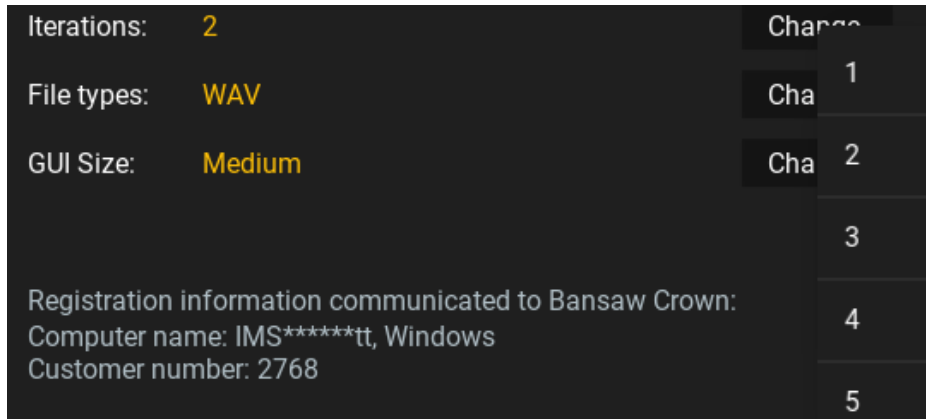 Iterations: 2 Change
File types: WAV Cha
GUI Size: Medium Cha
1
2
3
4
5
Registration information communicated to Bansaw Crown:
Computer name: IMS******tt, Windows
Customer number: 2768